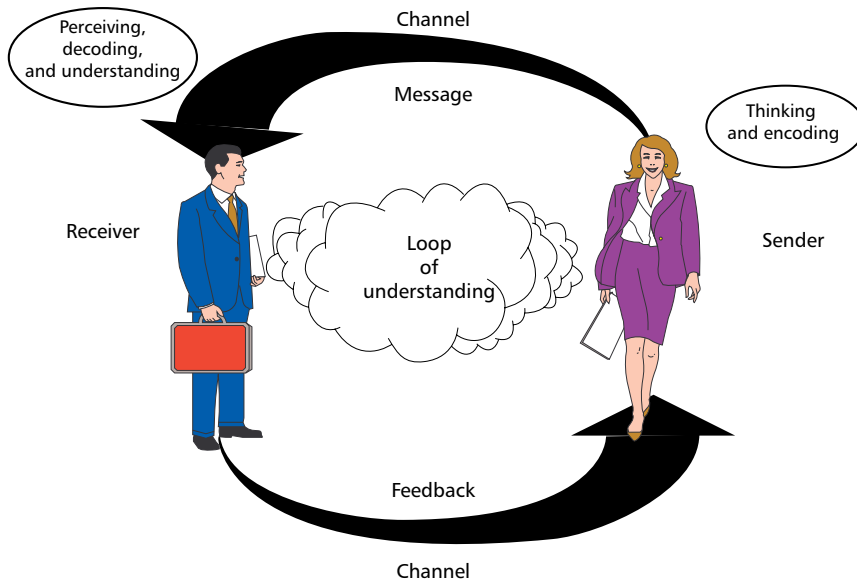 Channel
Perceiving,
decoding,
and understanding
Message
Thinking
and encoding
Receiver
Loop
of
understanding
Sender
Feedback
Channel